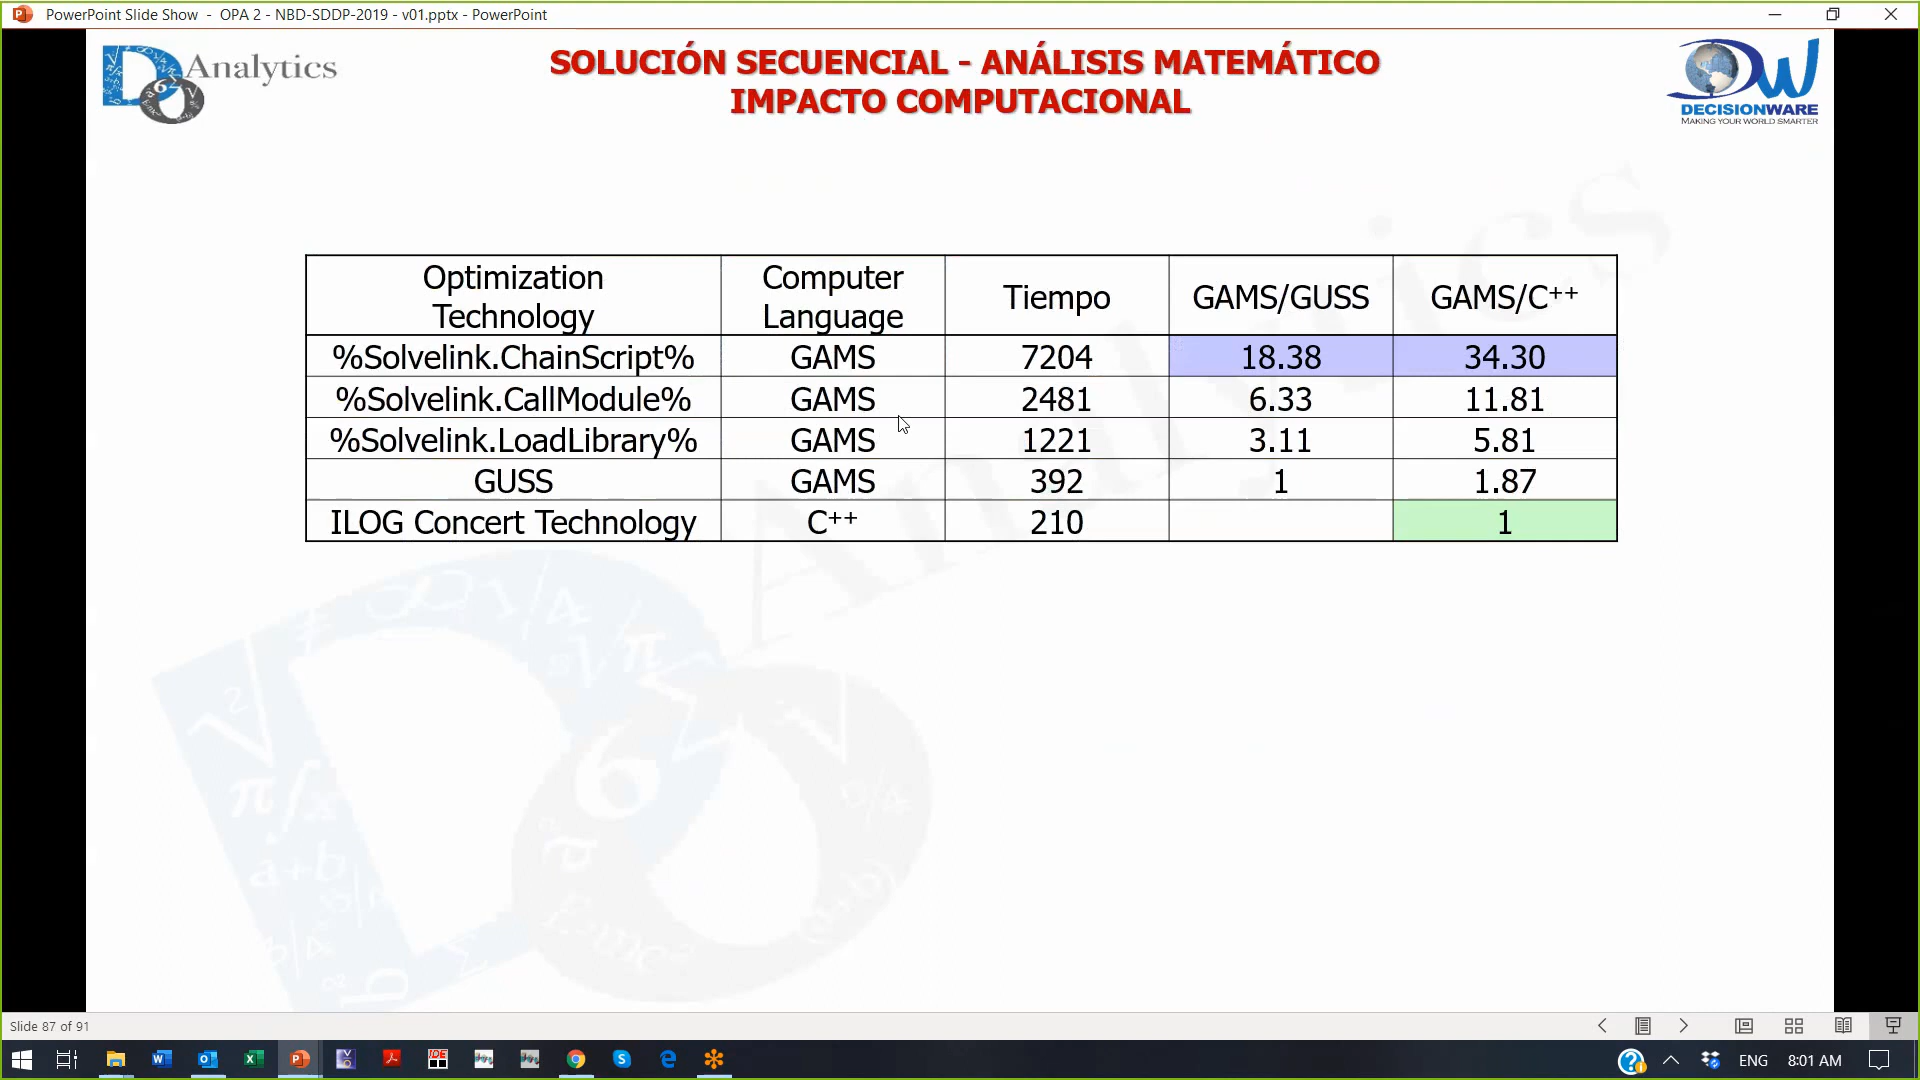 PowerPoint Slide Show - OPA 2 - NBD-SDDP-2019 - v01.pptx - PowerPoint
DO Analytics
SOLUCIÓN SECUENCIAL - ANÁLISIS MATEMÁTICO
IMPACTO COMPUTACIONAL
DW
DECISIONWARE
MAKING YOUR WORLD SMARTER
Optimization Technology Computer Language Tiempo GAMS/GUSS GAMS/C++
%Solvelink.ChainScript% GAMS 7204 18.38 34.30
%Solvelink.CallModule% GAMS 2481 6.33 11.81
%Solvelink.LoadLibrary% GAMS 1221 3.11 5.81
GUSS GAMS 392 1 1.87
ILOG Concert Technology C++ 210 1
Analytics
Slide 87 of 91
ENG 8:01 AM